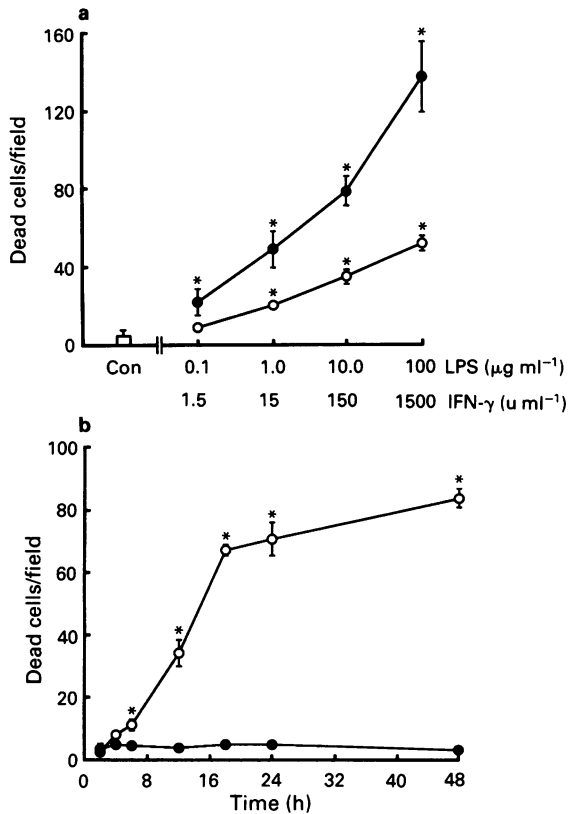 a
160
120
80
40
0
Dead cells/field
* * * *
* * *
Con 0.1 1.0 10.0 100 LPS (μg ml⁻¹)
1.5 15 150 1500 IFN-γ (u ml⁻¹)
b
100
80
60
40
20
0
Dead cells/field
* * * * *
0 8 16 24 32 40 48
Time (h)